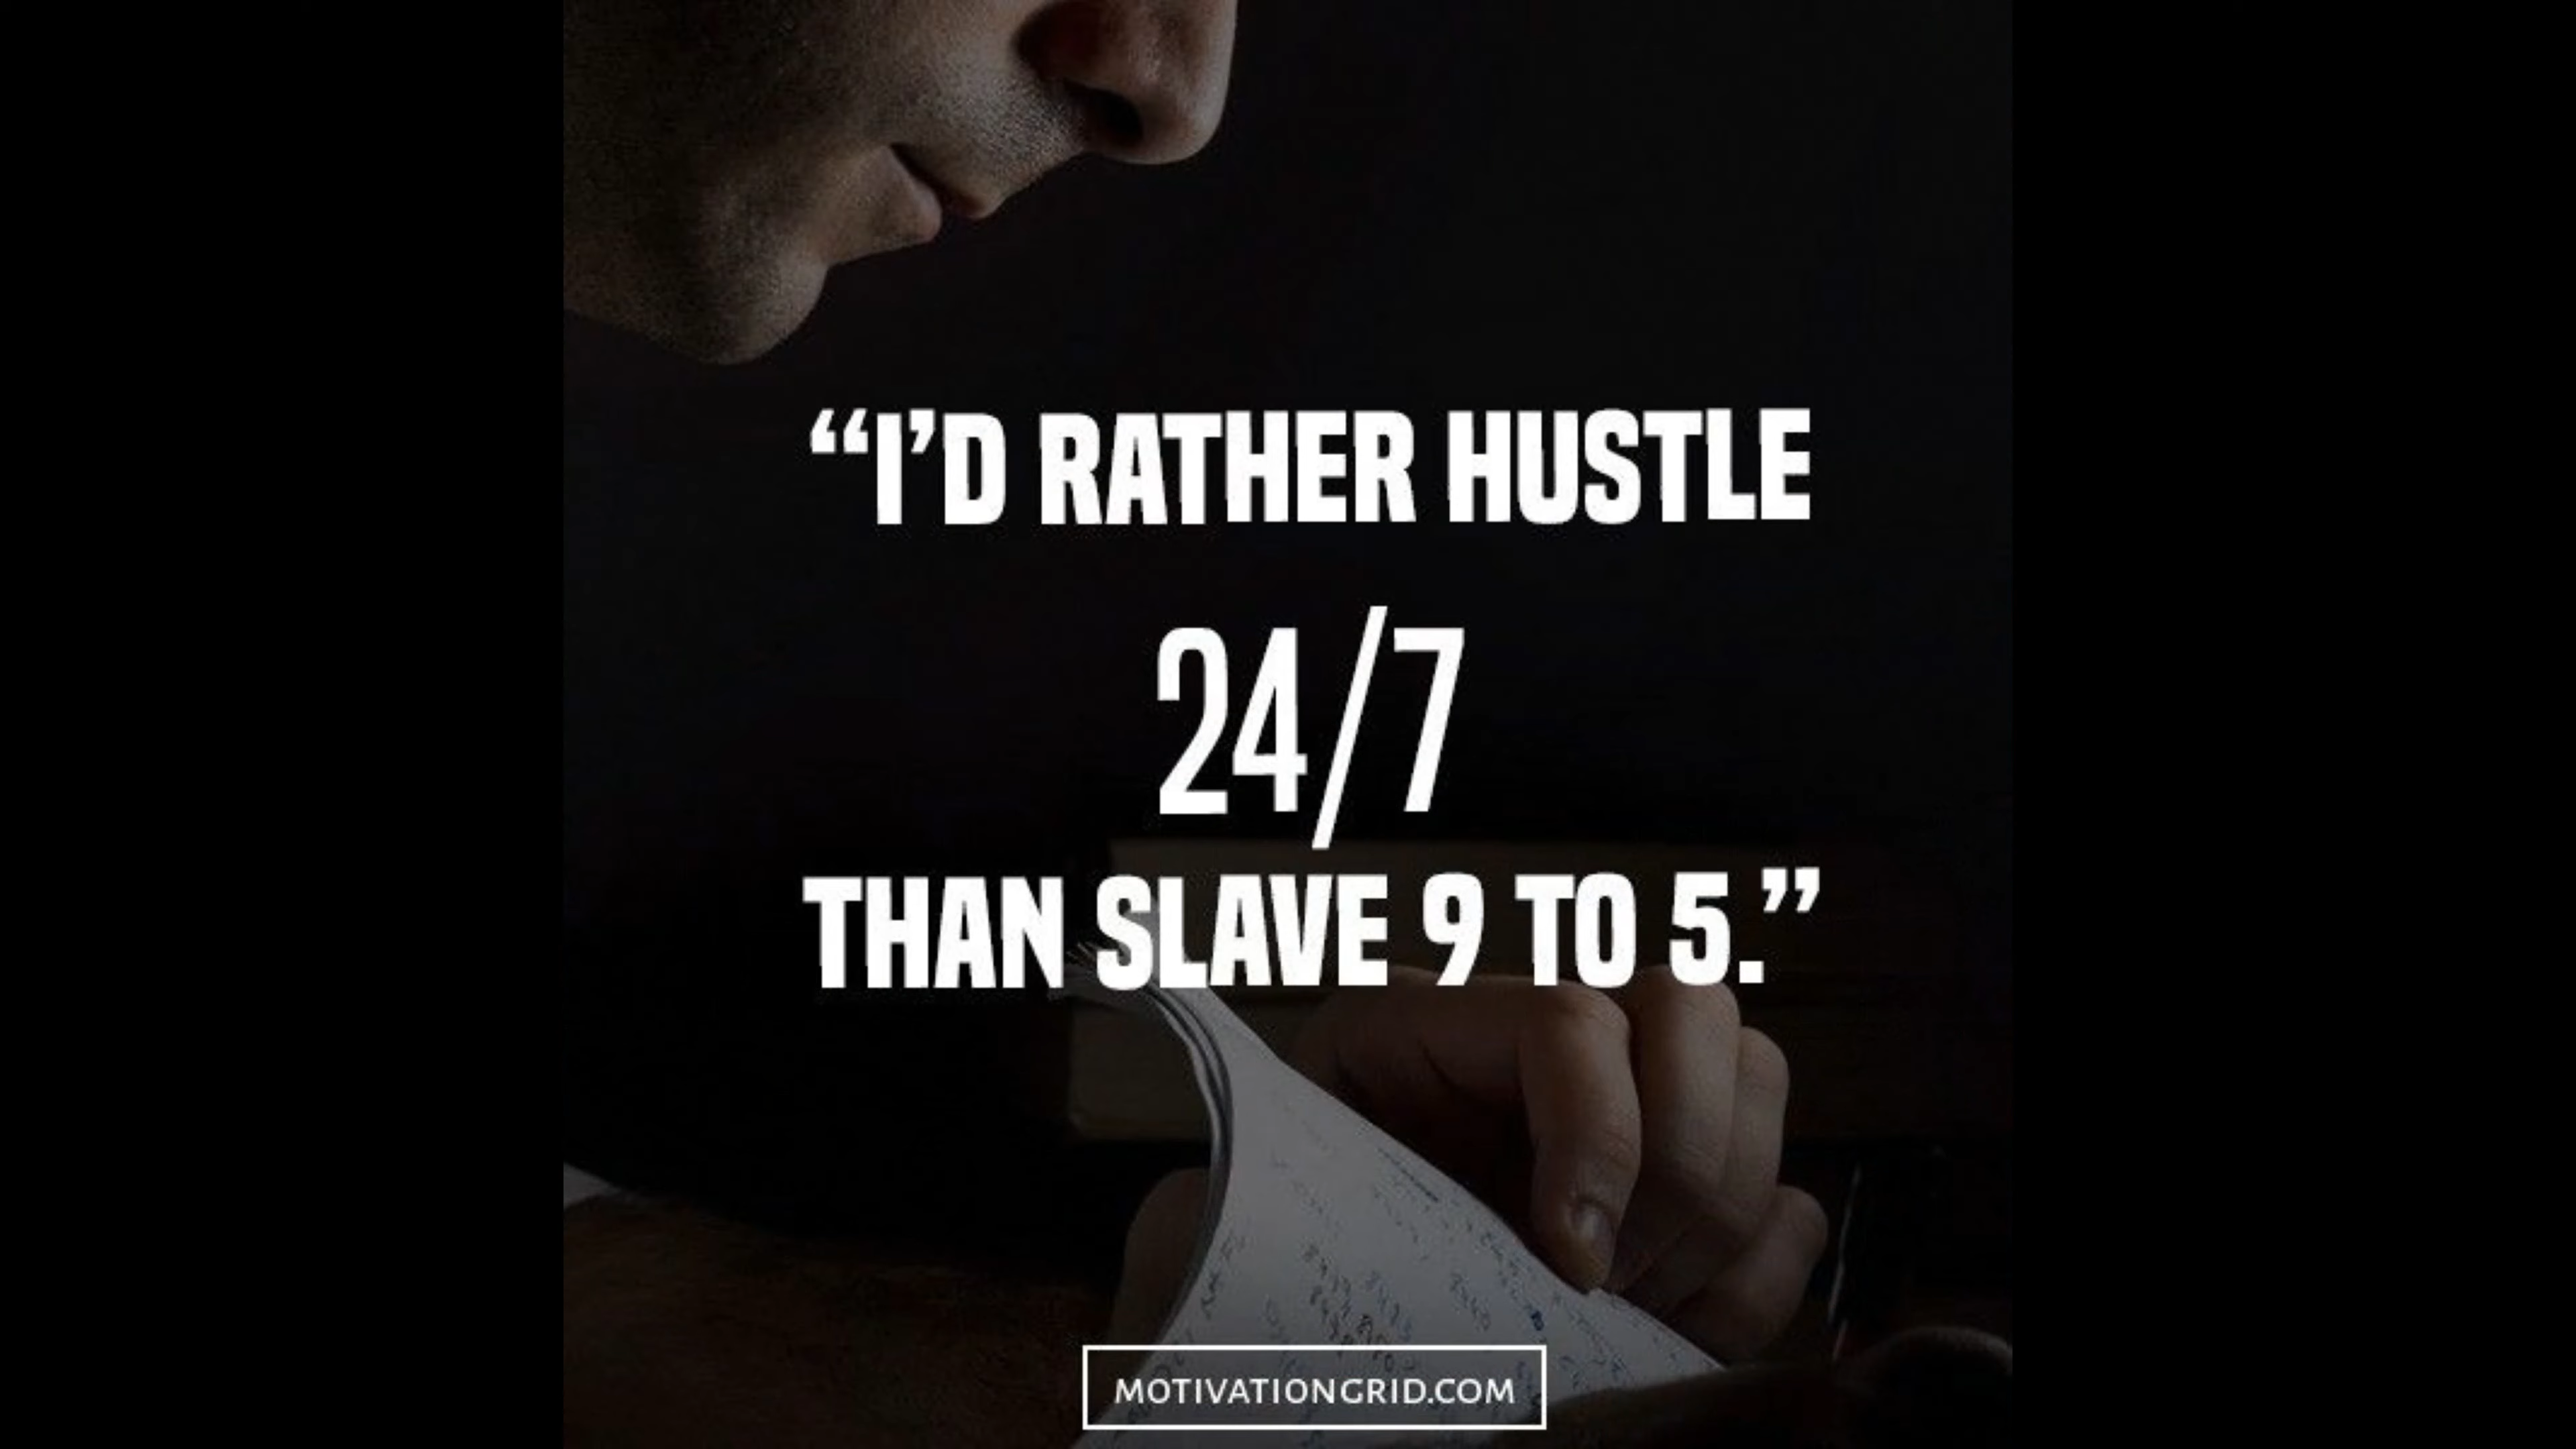 “I’D RATHER HUSTLE
24/7
THAN SLAVE 9 TO 5.”
MOTIVATIONGRID.COM